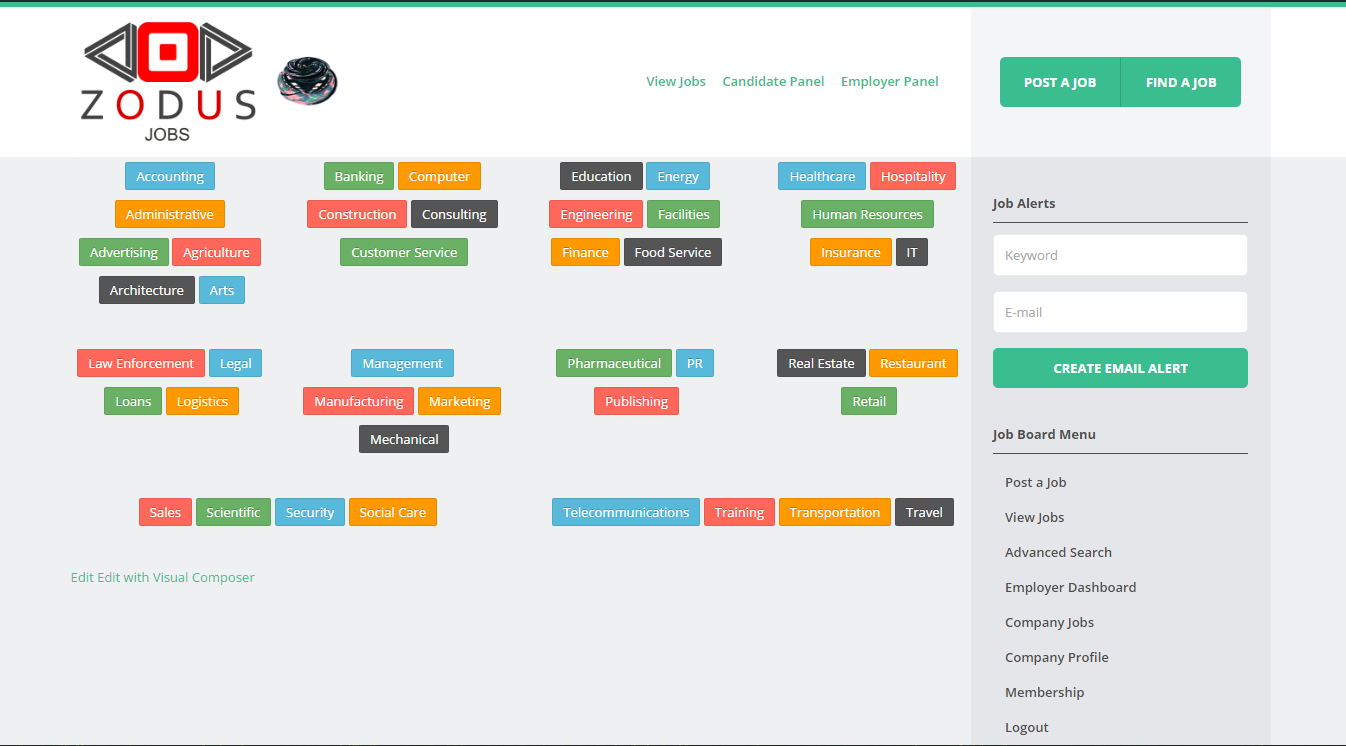 ZODUS
JOBS
View Jobs Candidate Panel Employer Panel
POST A JOB FIND A JOB
Accounting
Administrative
Advertising Agriculture
Architecture Arts
Banking Computer
Construction Consulting
Customer Service
Education Energy
Engineering Facilities
Finance Food Service
Healthcare Hospitality
Human Resources
Insurance IT
Law Enforcement Legal
Loans Logistics
Management
Manufacturing Marketing
Mechanical
Pharmaceutical PR
Publishing
Real Estate Restaurant
Retail
Sales Scientific Security Social Care
Telecommunications Training Transportation Travel
Edit Edit with Visual Composer
Job Alerts
Keyword
E-mail
CREATE EMAIL ALERT
Job Board Menu
Post a Job
View Jobs
Advanced Search
Employer Dashboard
Company Jobs
Company Profile
Membership
Logout